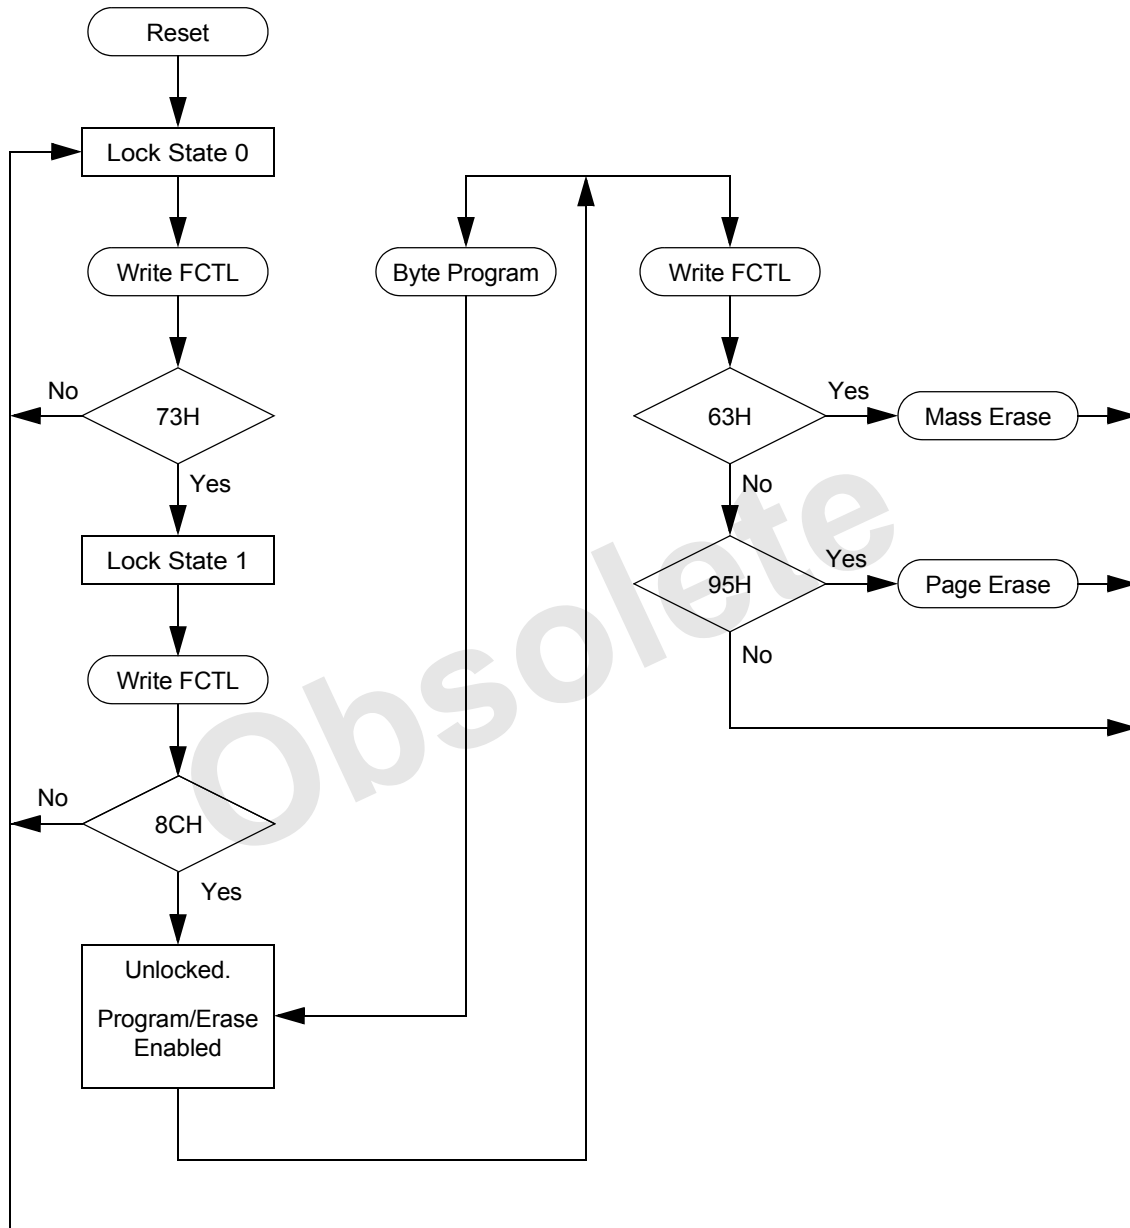 Reset
Lock State 0
Write FCTL
No
73H
Yes
Lock State 1
Write FCTL
No
8CH
Yes
Unlocked.
Program/Erase
Enabled
Byte Program
Write FCTL
63H
Yes
Mass Erase
No
95H
Yes
Page Erase
No
Obsolete